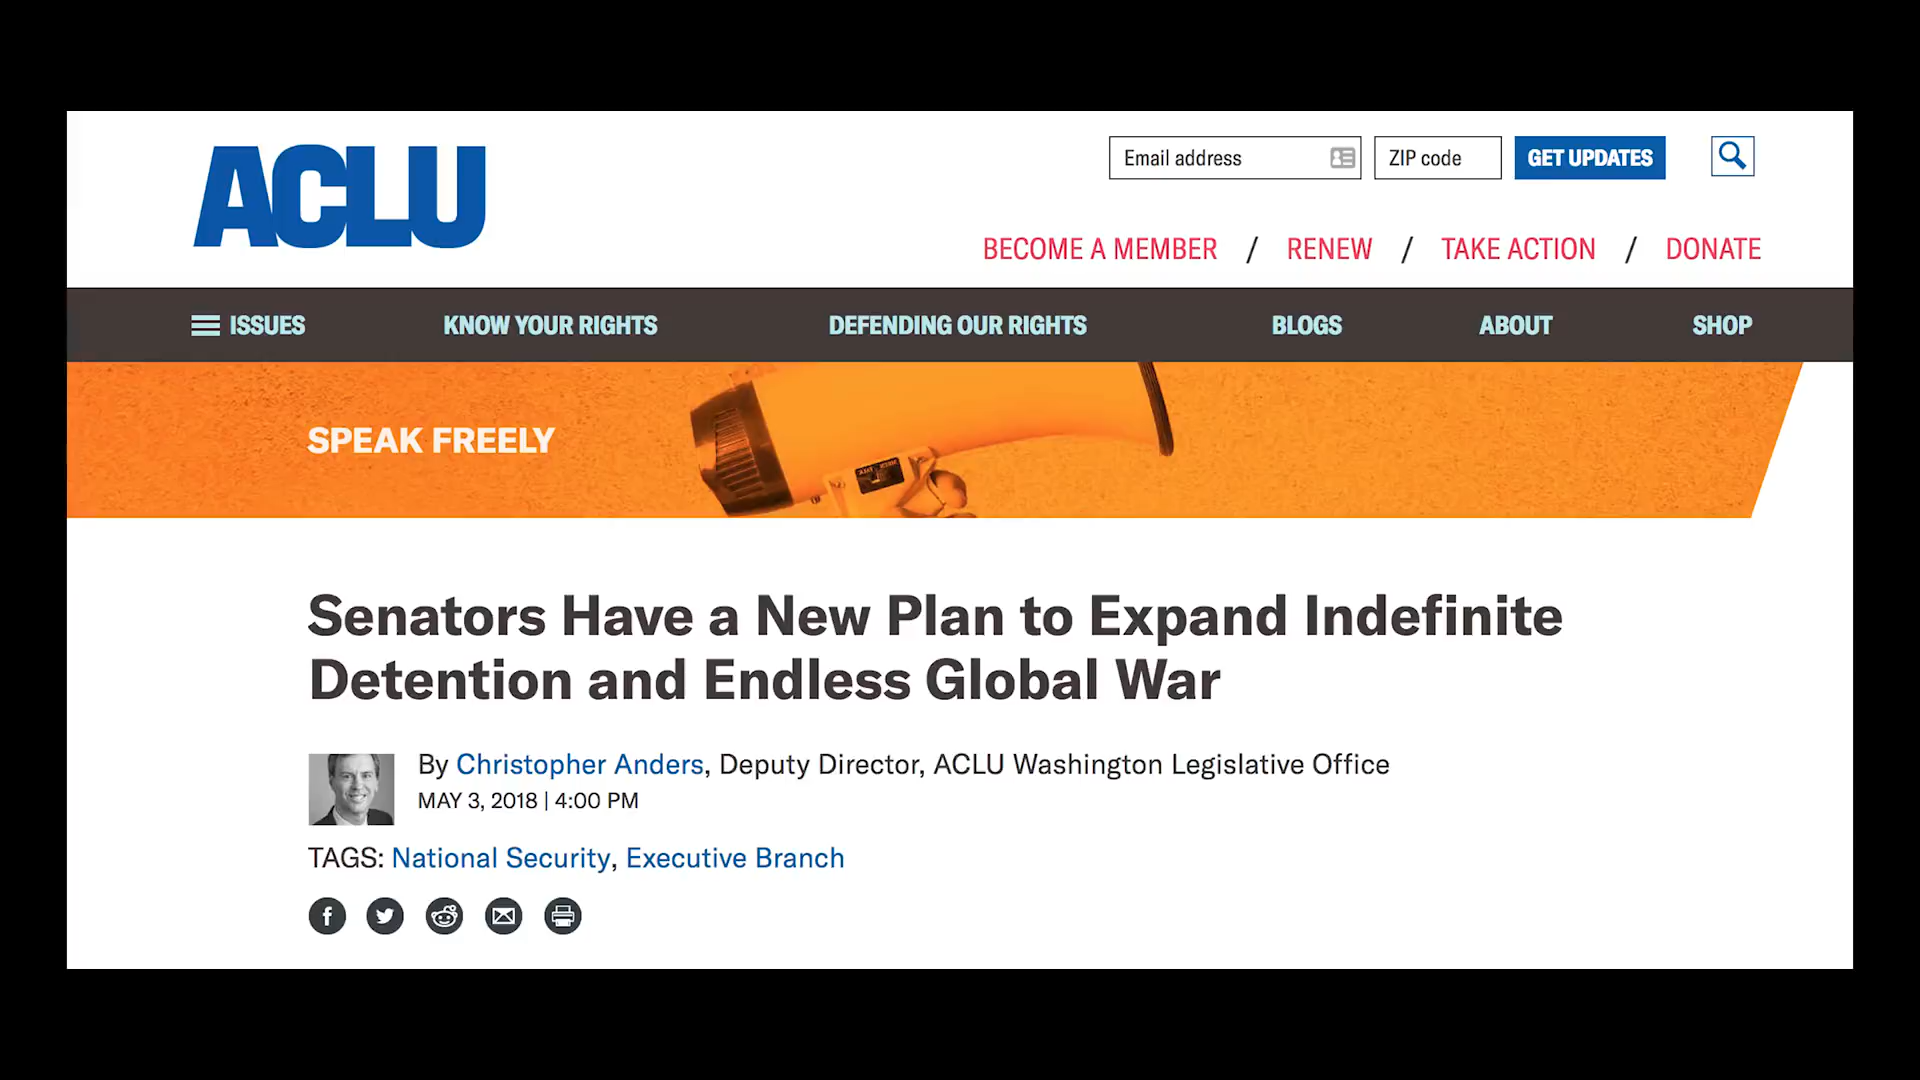 ACLU
Email address
ZIP code
GET UPDATES
BECOME A MEMBER / RENEW / TAKE ACTION / DONATE
ISSUES
KNOW YOUR RIGHTS
DEFENDING OUR RIGHTS
BLOGS
ABOUT
SHOP
SPEAK FREELY
Senators Have a New Plan to Expand Indefinite
Detention and Endless Global War
By Christopher Anders, Deputy Director, ACLU Washington Legislative Office
MAY 3, 2018 | 4:00 PM
TAGS: National Security, Executive Branch